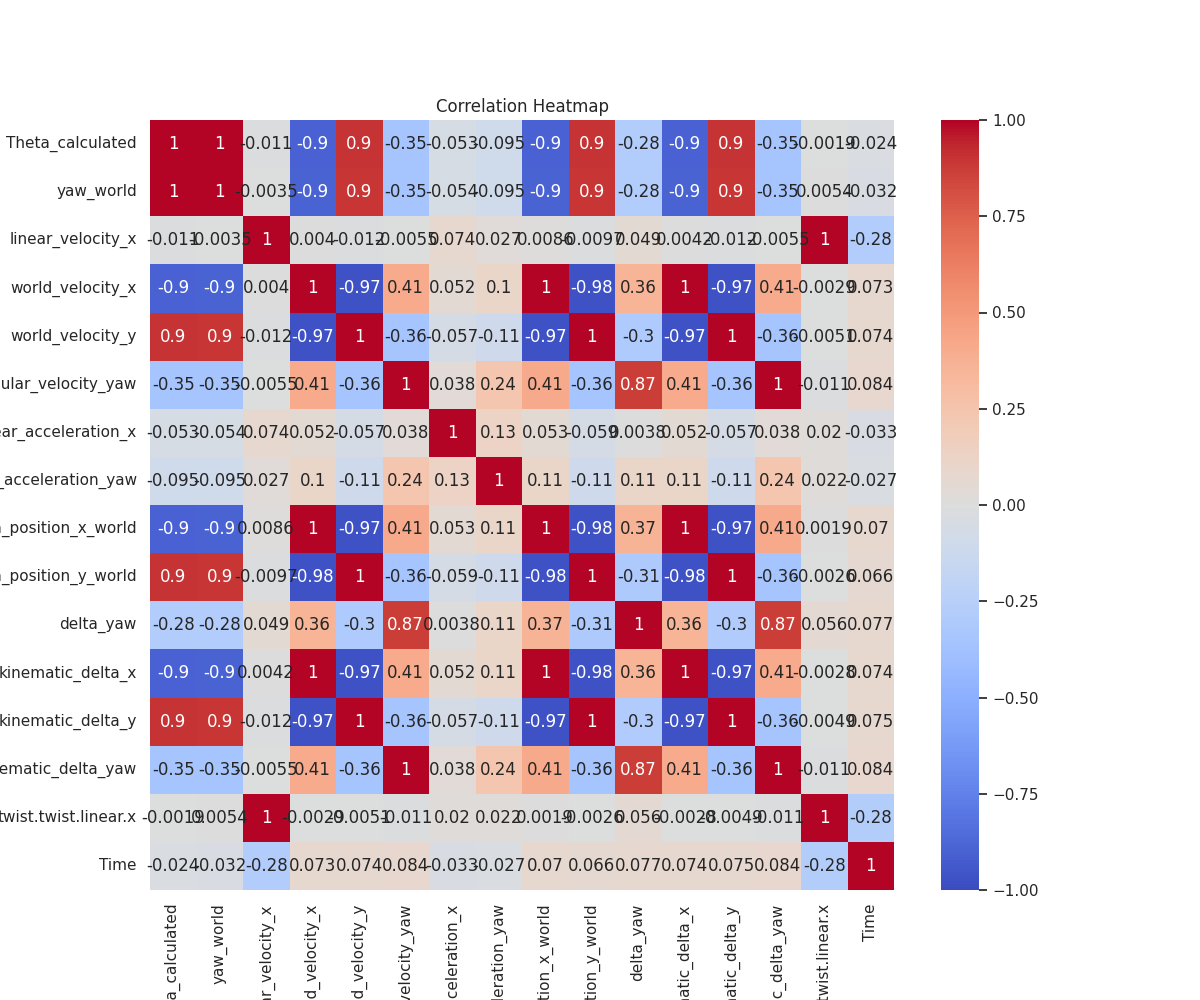 Correlation Heatmap
Theta_calculated 1 1 -0.011 -0.9 0.9 -0.35 -0.053 -0.095 -0.9 0.9 -0.28 -0.9 0.9 -0.35 -0.0019 -0.024
yaw_world 1 1 -0.0035 -0.9 0.9 -0.35 -0.054 -0.095 -0.9 0.9 -0.28 -0.9 0.9 -0.35 0.0054 -0.032
linear_velocity_x -0.011 -0.0035 1 0.004 -0.012 -0.0055 0.074 0.027 0.0086 -0.0097 0.049 0.0042 -0.012 -0.0055 1 -0.28
world_velocity_x -0.9 -0.9 0.004 1 -0.97 0.41 0.052 0.1 1 -0.98 0.36 1 -0.97 0.41 -0.0029 0.073
world_velocity_y 0.9 0.9 -0.012 -0.97 1 -0.36 -0.057 -0.11 -0.97 1 -0.3 -0.97 1 -0.36 -0.0051 0.074
ular_velocity_yaw -0.35 -0.35 -0.0055 0.41 -0.36 1 0.038 0.24 0.41 -0.36 0.87 0.41 -0.36 1 -0.011 0.084
ear_acceleration_x -0.053 -0.054 0.074 0.052 -0.057 0.038 1 0.13 0.053 -0.059 0.0038 0.052 -0.057 0.038 0.02 -0.033
_acceleration_yaw -0.095 -0.095 0.027 0.1 -0.11 0.24 0.13 1 0.11 -0.11 0.11 0.11 -0.11 0.24 0.022 -0.027
a_position_x_world -0.9 -0.9 0.0086 1 -0.97 0.41 0.053 0.11 1 -0.98 0.37 1 -0.97 0.41 0.0019 0.07
a_position_y_world 0.9 0.9 -0.0097 -0.98 1 -0.36 -0.059 -0.11 -0.98 1 -0.31 -0.98 1 -0.36 -0.0026 0.066
delta_yaw -0.28 -0.28 0.049 0.36 -0.3 0.87 0.0038 0.11 0.37 -0.31 1 0.36 -0.3 0.87 0.056 0.077
kinematic_delta_x -0.9 -0.9 0.0042 1 -0.97 0.41 0.052 0.11 1 -0.98 0.36 1 -0.97 0.41 -0.0028 0.074
kinematic_delta_y 0.9 0.9 -0.012 -0.97 1 -0.36 -0.057 -0.11 -0.97 1 -0.3 -0.97 1 -0.36 -0.0049 0.075
ematic_delta_yaw -0.35 -0.35 -0.0055 0.41 -0.36 1 0.038 0.24 0.41 -0.36 0.87 0.41 -0.36 1 -0.011 0.084
twist.twist.linear.x -0.0019 0.0054 1 -0.0029 -0.0051 -0.011 0.02 0.022 0.0019 -0.0026 0.056 -0.0028 -0.0049 -0.011 1 -0.28
Time -0.024 -0.032 -0.28 0.073 0.074 0.084 -0.033 -0.027 0.07 0.066 0.077 0.074 0.075 0.084 -0.28 1
a_calculated
yaw_world
ar_velocity_x
d_velocity_x
d_velocity_y
velocity_yaw
celeration_x
leration_yaw
tion_x_world
tion_y_world
delta_yaw
matic_delta_x
matic_delta_y
c_delta_yaw
twist.linear.x
Time
1.00
0.75
0.50
0.25
0.00
−0.25
−0.50
−0.75
−1.00